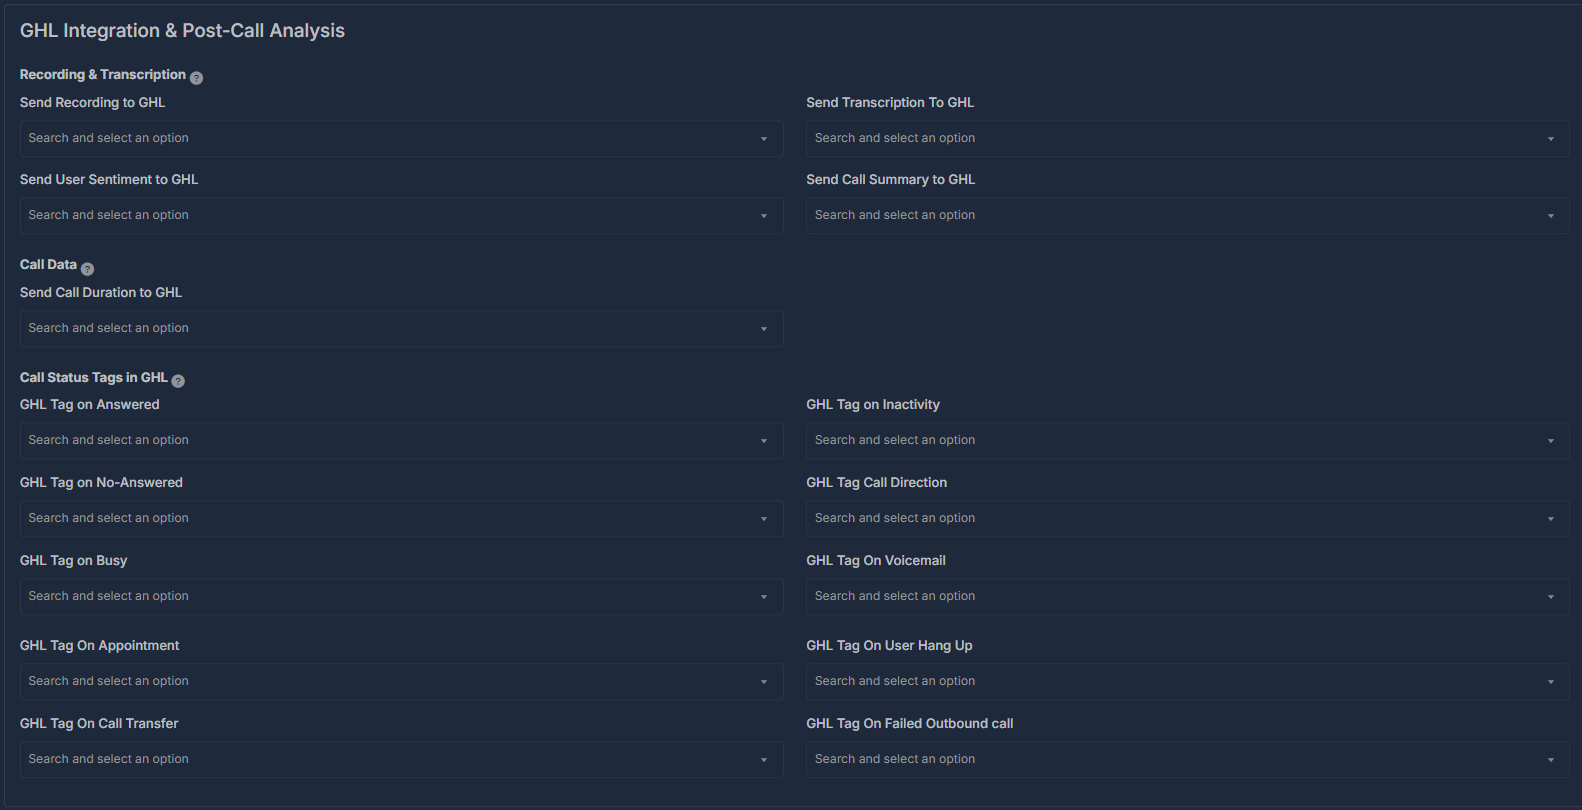 GHL Integration & Post-Call Analysis
Recording & Transcription ?
Send Recording to GHL
Send Transcription To GHL
Search and select an option
Search and select an option
Send User Sentiment to GHL
Send Call Summary to GHL
Search and select an option
Search and select an option
Call Data ?
Send Call Duration to GHL
Search and select an option
Call Status Tags in GHL ?
GHL Tag on Answered
GHL Tag on Inactivity
Search and select an option
Search and select an option
GHL Tag on No-Answered
GHL Tag Call Direction
Search and select an option
Search and select an option
GHL Tag on Busy
GHL Tag On Voicemail
Search and select an option
Search and select an option
GHL Tag On Appointment
GHL Tag On User Hang Up
Search and select an option
Search and select an option
GHL Tag On Call Transfer
GHL Tag On Failed Outbound call
Search and select an option
Search and select an option